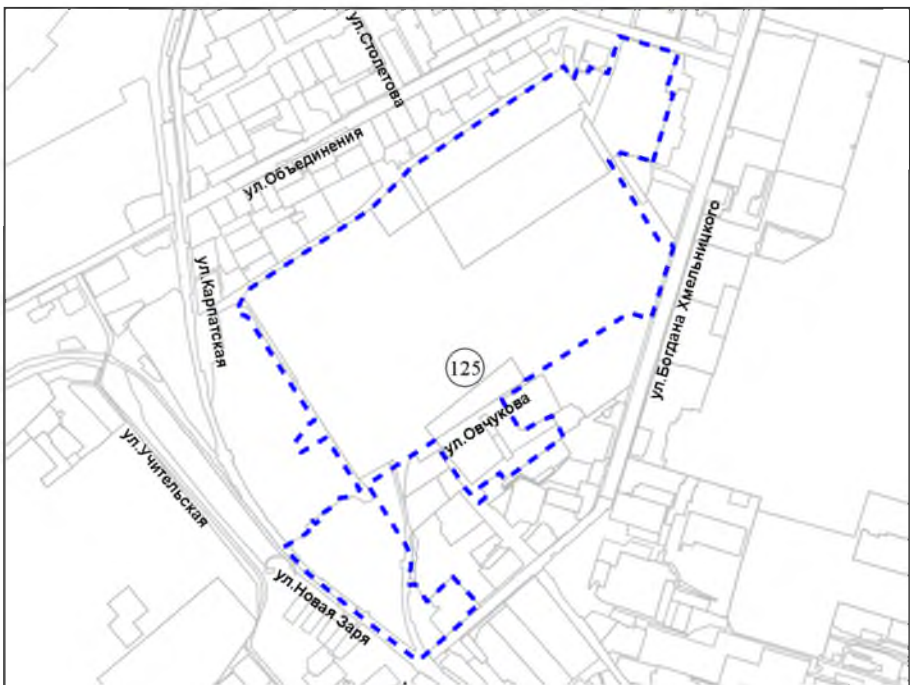 ул.Столетова
ул.Объединения
ул.Карпатская
ул.Богдана Хмельницкого
125
ул.Овчукова
ул.Учительская
ул.Новая Заря